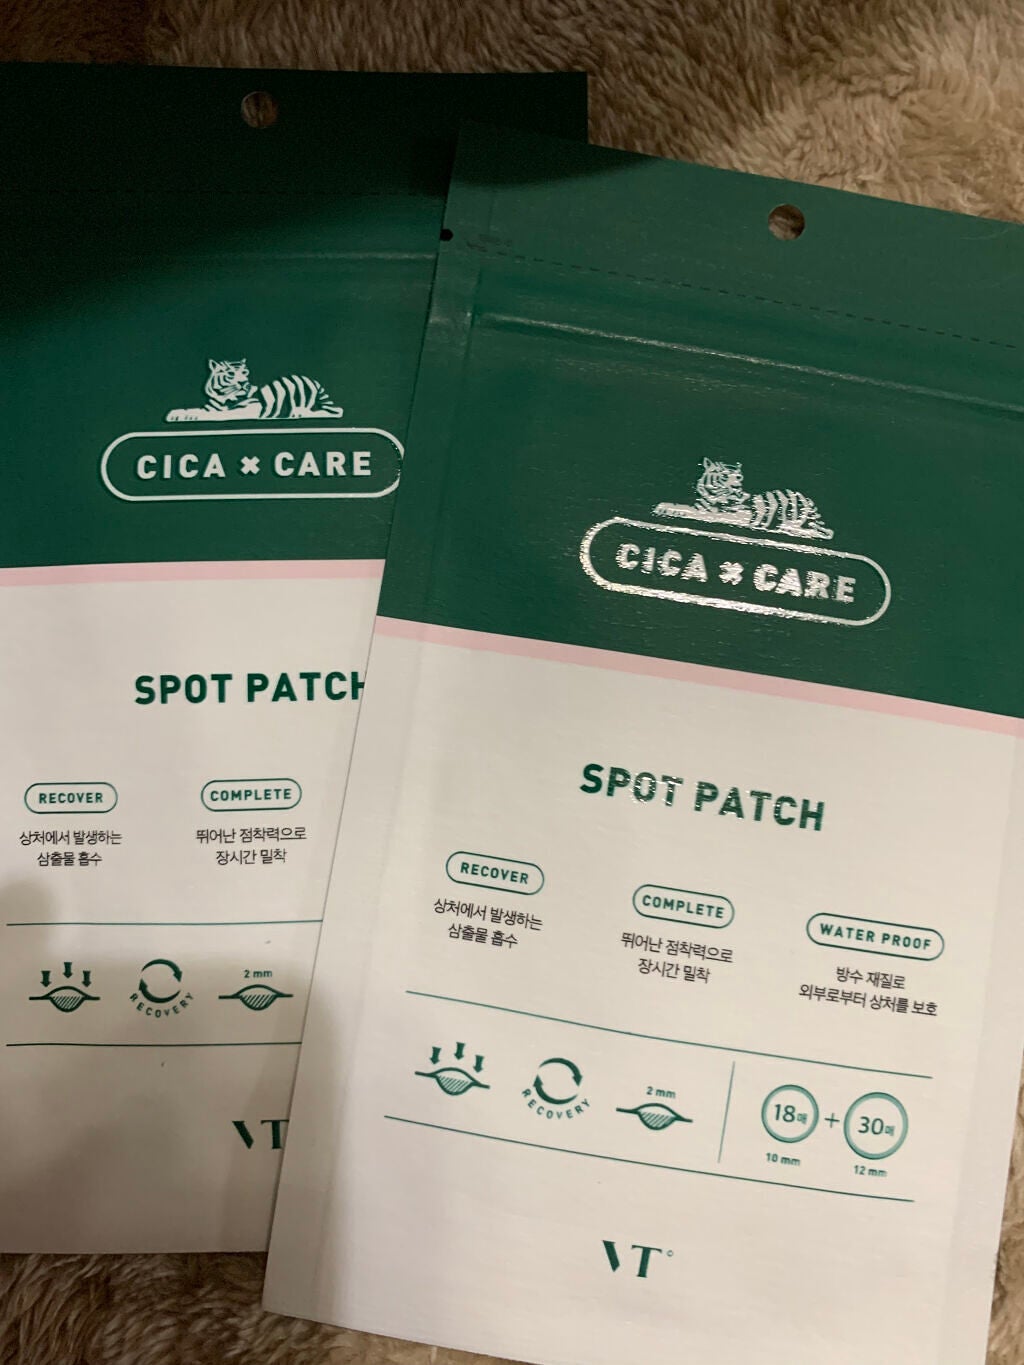 CICA × CARE
SPOT PATCH
RECOVER
상처에서 발생하는
삼출물 흡수
COMPLETE
뛰어난 점착력으로
장시간 밀착
RECOVERY
2 mm
VT
CICA × CARE
SPOT PATCH
RECOVER
상처에서 발생하는
삼출물 흡수
COMPLETE
뛰어난 점착력으로
장시간 밀착
WATER PROOF
방수 재질로
외부로부터 상처를 보호
RECOVERY
2 mm
18매 + 30매
10 mm
12 mm
VT